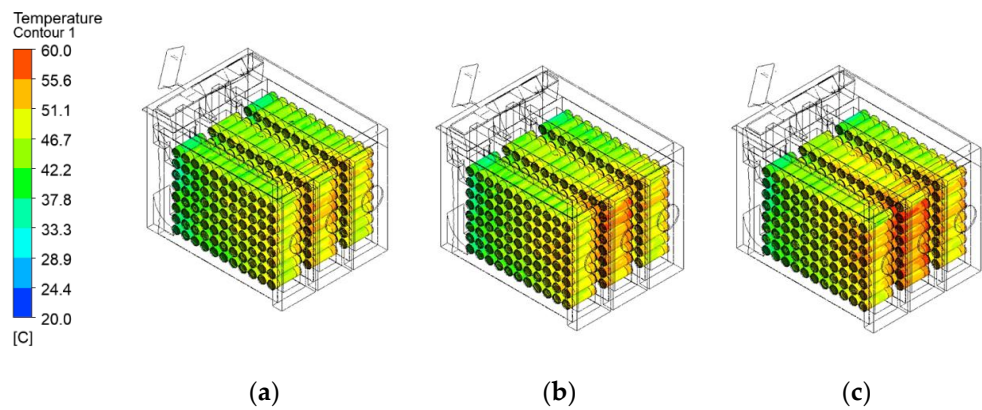 Temperature
Contour 1
60.0
55.6
51.1
46.7
42.2
37.8
33.3
28.9
24.4
20.0
[C]
(a) (b) (c)